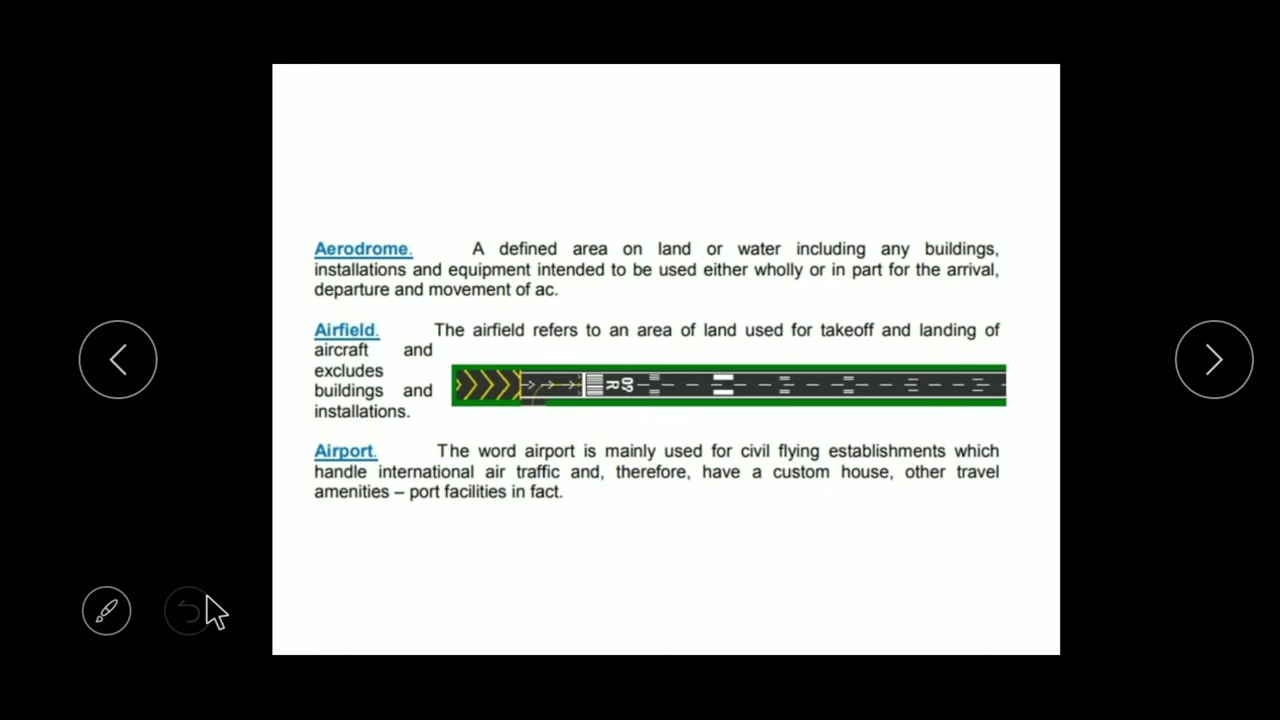 Aerodrome. A defined area on land or water including any buildings,
installations and equipment intended to be used either wholly or in part for the arrival,
departure and movement of ac.
Airfield. The airfield refers to an area of land used for takeoff and landing of
aircraft and
excludes
buildings and
installations.
R 09
Airport. The word airport is mainly used for civil flying establishments which
handle international air traffic and, therefore, have a custom house, other travel
amenities – port facilities in fact.